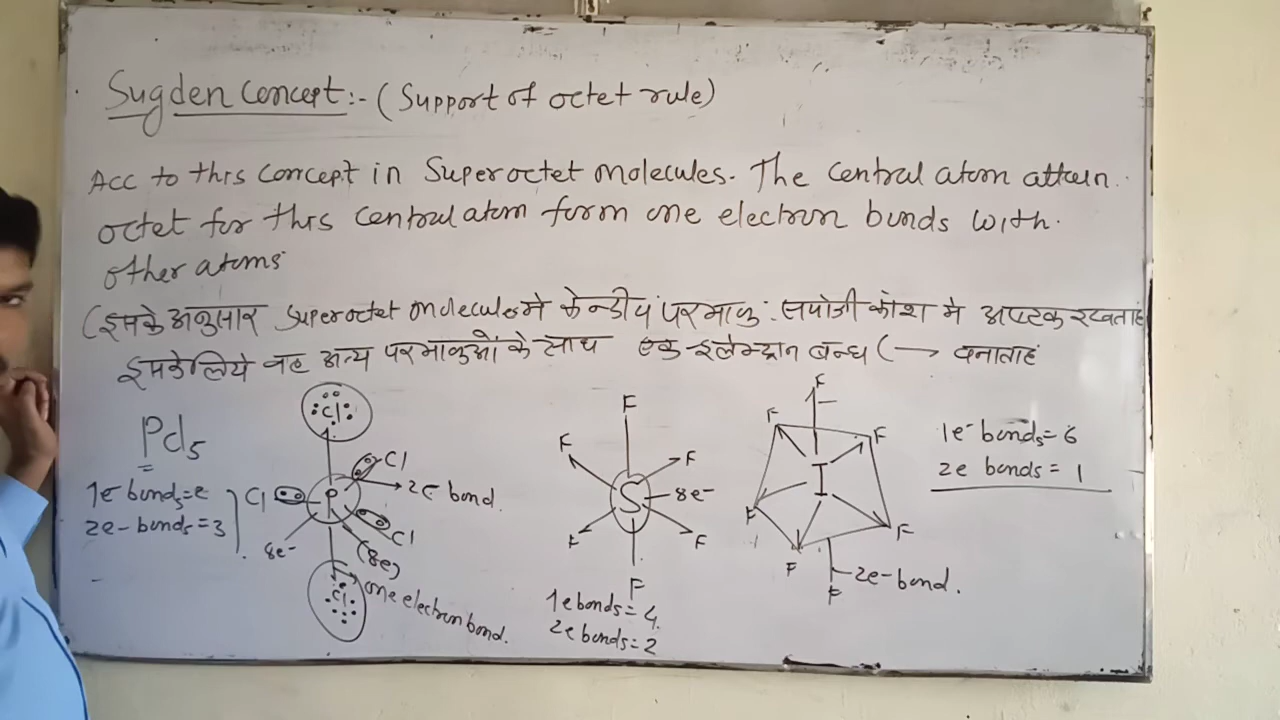 Sugden Concept:- (Support of octet rule)
Acc to this concept in Superoctet molecules. The central atom attain
octet for this central atom form one electron bonds with.
other atoms
(इसके अनुसार Superoctet molecules मे केन्द्रीय परमाणु संयोजी कोश मे अष्टक रखता है
इसके लिये वह अन्य परमाणुओं के साथ एक इलेक्ट्रान बन्ध (→ बनाता है
PCl5
1e⁻ bonds=2
2e- bonds=3
Cl
P
Cl
Cl
2e bond.
Cl
Cl
8e-
(8e)
one electron bond.
F
F
F
S
8e-
F
F
F
1e bonds=4.
2e bonds=2
F
F
F
I
F
F
F
F
2e-bond.
1e⁻ bonds=6
2e bonds=1